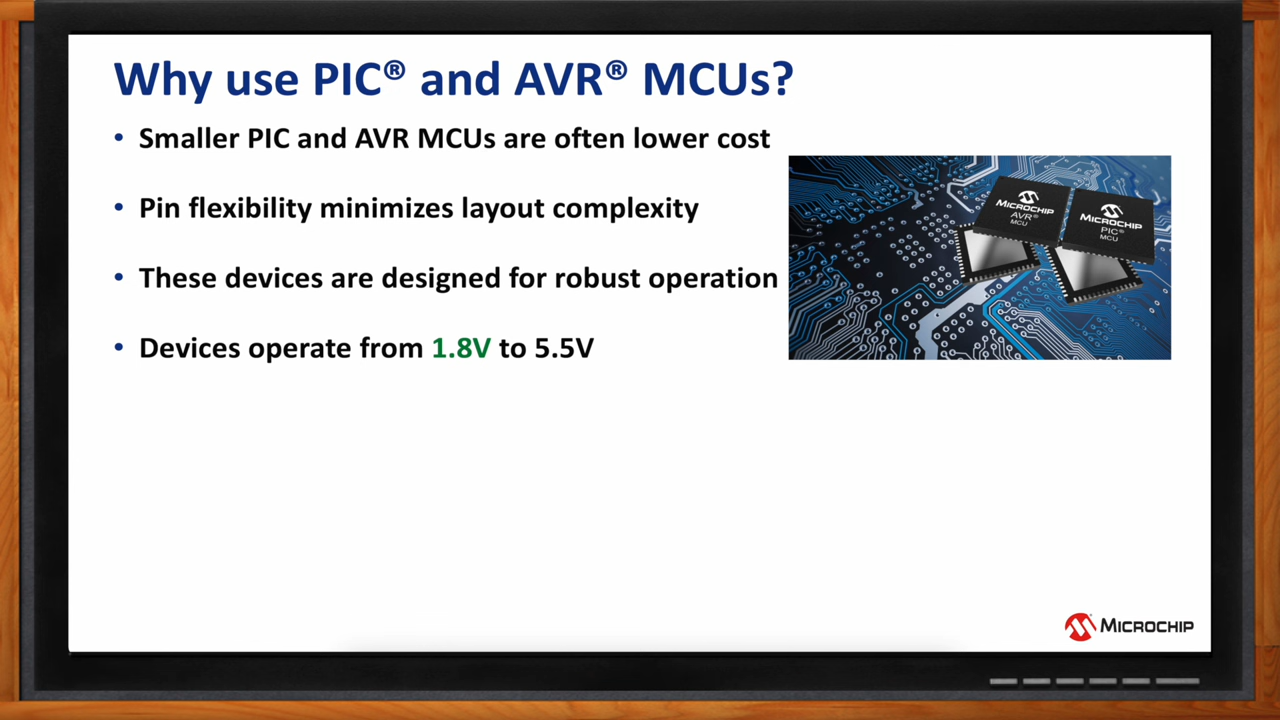 Why use PIC® and AVR® MCUs?
• Smaller PIC and AVR MCUs are often lower cost
• Pin flexibility minimizes layout complexity
• These devices are designed for robust operation
• Devices operate from 1.8V to 5.5V
MICROCHIP
AVR®
MCU
MICROCHIP
PIC®
MCU
MICROCHIP